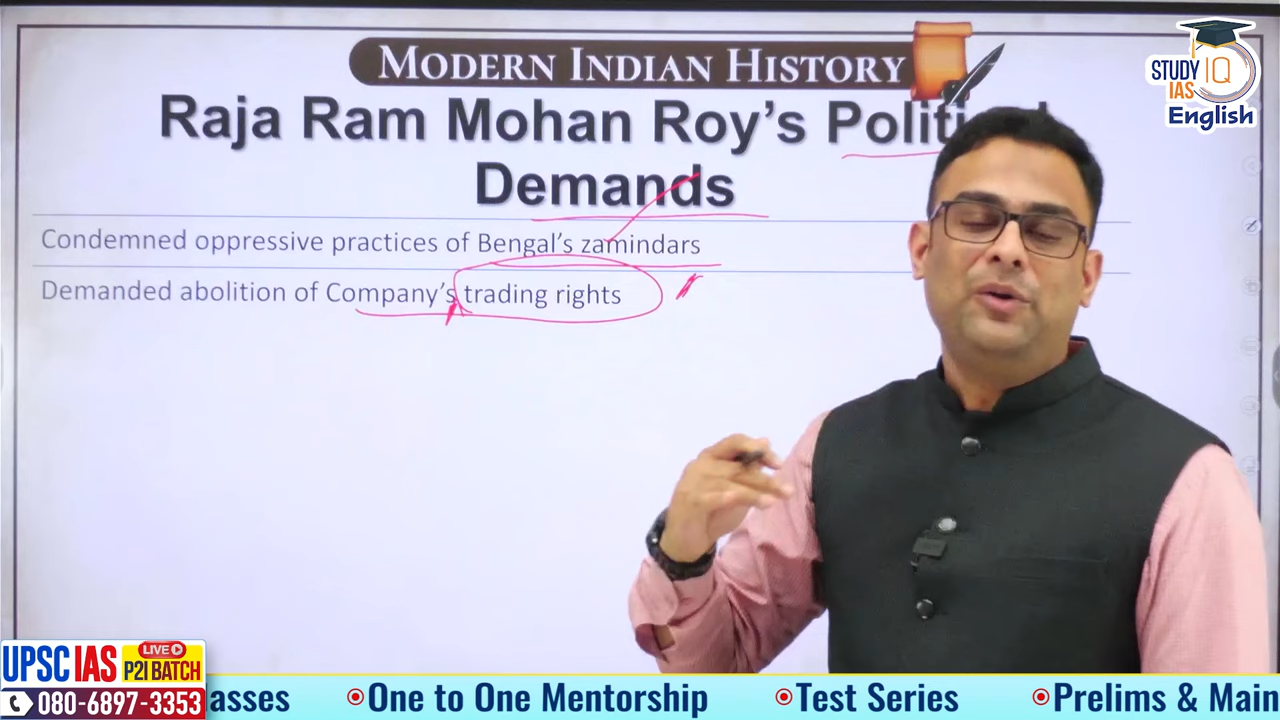 MODERN INDIAN HISTORY
Raja Ram Mohan Roy's
Demands
Condemned oppressive practices of Bengal's zamindars
Demanded abolition of Company's trading rights
STUDY IQ
IAS
English
UPSC IAS LIVE P2I BATCH
080-6897-3353
asses One to One Mentorship Test Series Prelims & Main